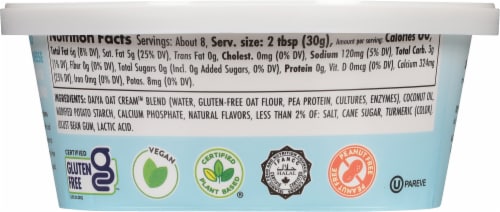 Nutrition Facts Servings: About 8, Serv. size: 2 tbsp (30g), Amount per serving: Calories 60,
Total Fat 6g (8% DV), Sat. Fat 5g (25% DV), Trans Fat 0g, Cholest. 0mg (0% DV), Sodium 120mg (5% DV), Total Carb. 3g
(1% DV), Fiber 0g (0% DV), Total Sugars 0g (Incl. 0g Added Sugars, 0% DV), Protein 0g, Vit. D 0mcg (0% DV), Calcium 324mg
(25% DV), Iron 0mg (0% DV), Potas. 8mg (0% DV).
INGREDIENTS: DAIYA OAT CREAM™ BLEND (WATER, GLUTEN-FREE OAT FLOUR, PEA PROTEIN, CULTURES, ENZYMES), COCONUT OIL,
MODIFIED POTATO STARCH, CALCIUM PHOSPHATE, NATURAL FLAVORS, LESS THAN 2% OF: SALT, CANE SUGAR, TURMERIC (COLOR),
LOCUST BEAN GUM, LACTIC ACID.
CERTIFIED
GLUTEN
FREE
g
VEGAN
CERTIFIED
PLANT BASED
HALAL
PEANUT FREE
PEANUT FREE
U PAREVE